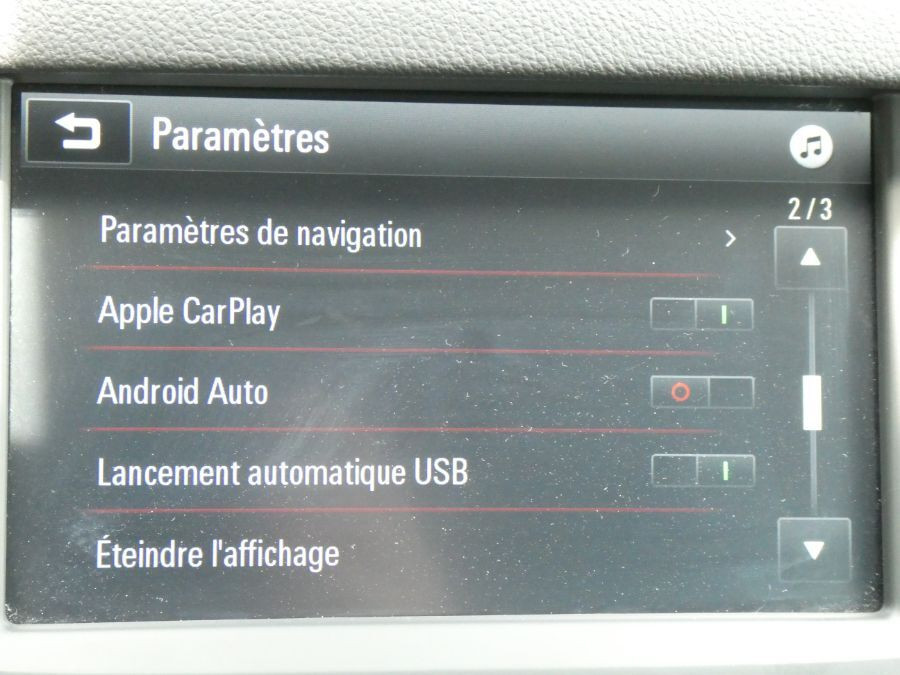 Paramètres
2/3
Paramètres de navigation
Apple CarPlay
Android Auto
Lancement automatique USB
Éteindre l'affichage